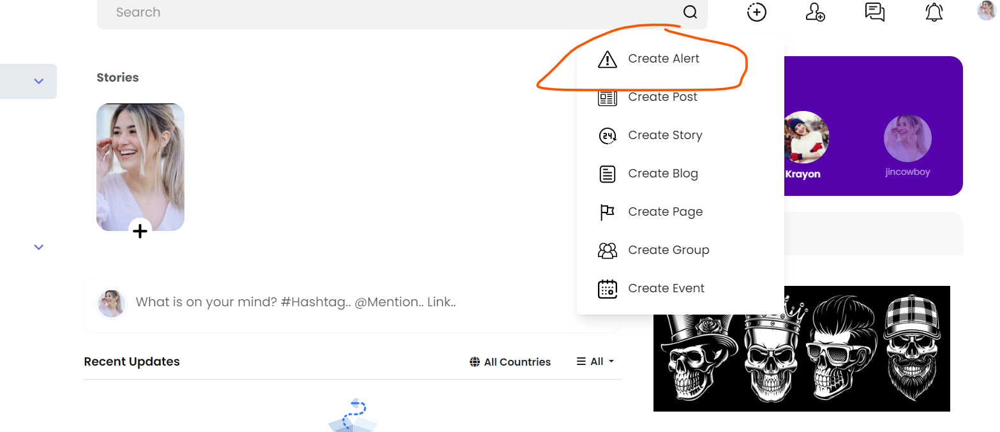 Search
Create Alert
Stories
Create Post
24
Create Story
Krayon
jincowboy
Create Blog
Create Page
Create Group
Create Event
What is on your mind? #Hashtag.. @Mention.. Link..
Recent Updates
All Countries
All